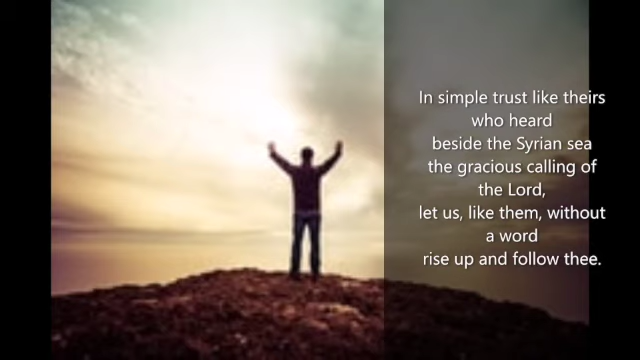 In simple trust like theirs
who heard
beside the Syrian sea
the gracious calling of
the Lord,
let us, like them, without
a word
rise up and follow thee.